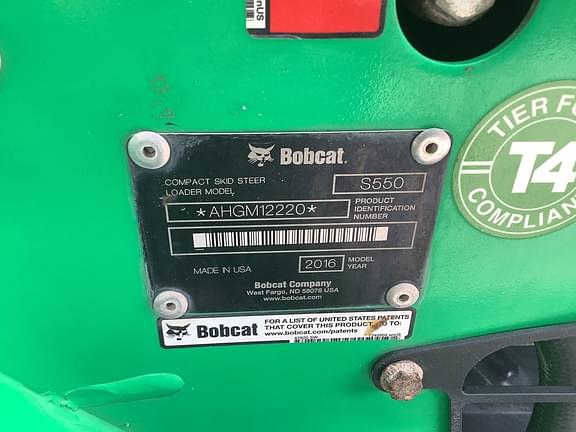 Bobcat.
COMPACT SKID STEER
LOADER MODEL
S550
*AHGM12220*
PRODUCT
IDENTIFICATION
NUMBER
MADE IN USA
2016
MODEL
YEAR
Bobcat Company
West Fargo, ND 58078 USA
www.bobcat.com
Bobcat
FOR A LIST OF UNITED STATES PATENTS
THAT COVER THIS PRODUCT, GO TO:
www.bobcat.com/patents
TIER FO
T4
COMPLIAN